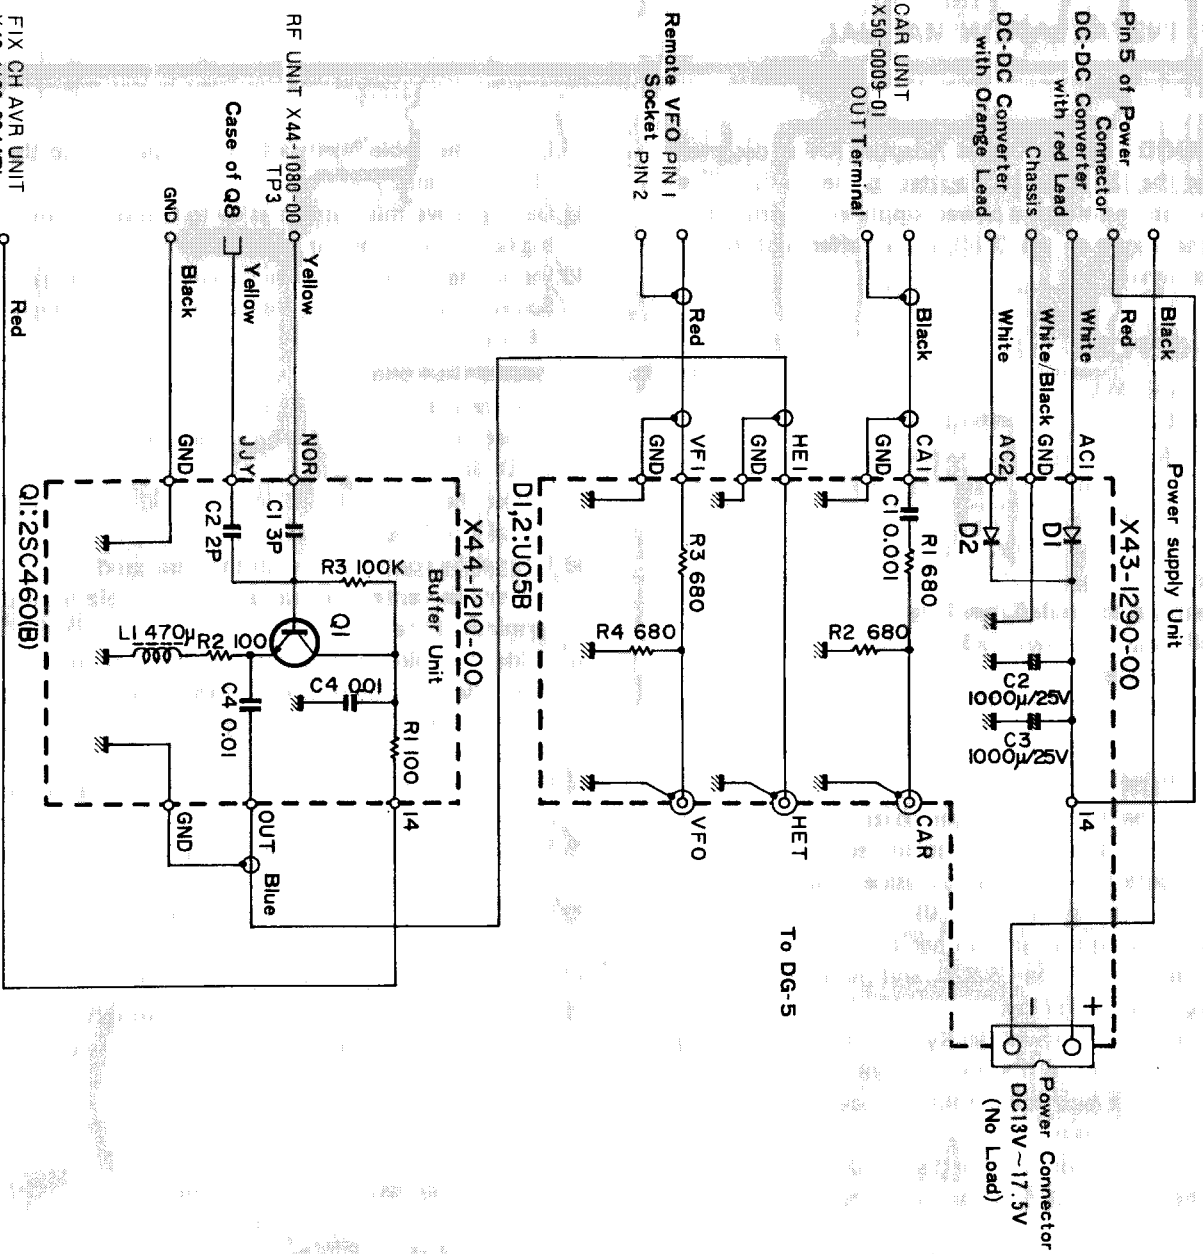 Pin 5 of Power
Connector
DC-DC Converter
with red Lead
Chassis
DC-DC Converter
with Orange Lead
CAR UNIT
X50-0009-01
OUT Terminal
Remote VFO PIN 1
Socket PIN 2
RF UNIT X44-1080-00
TP3
Case of Q8
GND
FIX CH AVR UNIT
Black
Red
White
White/Black
White
Black
Red
Yellow
Yellow
Black
Red
Power supply Unit
X43-1290-00
AC1
GND
AC2
CA1
GND
HE1
GND
VF1
GND
D1
D2
C2
1000μ/25V
C3
1000μ/25V
C1 0.001
R1 680
R2 680
R3 680
R4 680
14
CAR
HET
VFO
D1,2:U05B
To DG-5
+
-
Power Connector
DC13V~17.5V
(No Load)
X44-1210-00
Buffer Unit
NOR
JJY
GND
C1 3P
C2 2P
R3 100K
Q1
L1 470μ
R2 100
C4 0.01
C4 0.01
R1 100
14
OUT
GND
Blue
Q1:2SC460(B)